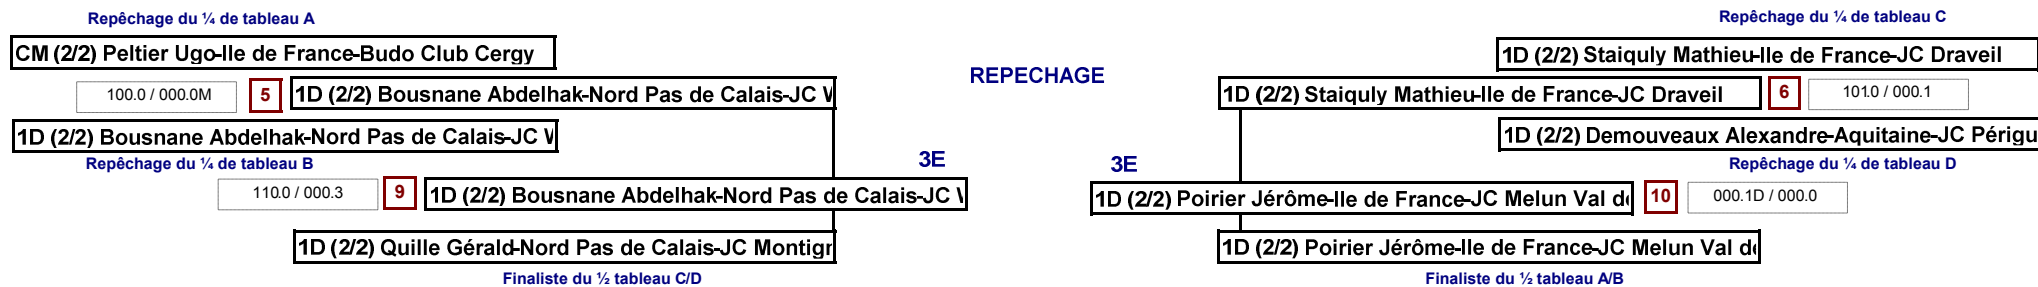 Repêchage du ¼ de tableau A
CM (2/2) Peltier Ugo-Ile de France-Budo Club Cergy
100.0 / 000.0M
5
1D (2/2) Bousnane Abdelhak-Nord Pas de Calais-JC
1D (2/2) Bousnane Abdelhak-Nord Pas de Calais-JC
Repêchage du ¼ de tableau B
110.0 / 000.3
9
1D (2/2) Bousnane Abdelhak-Nord Pas de Calais-JC
3E
1D (2/2) Quille Gérald-Nord Pas de Calais-JC Montigr
Finaliste du ½ tableau C/D
REPECHAGE
Repêchage du ¼ de tableau C
1D (2/2) Staiquly Mathieu-Ile de France-JC Draveil
1D (2/2) Staiquly Mathieu-Ile de France-JC Draveil
6
101.0 / 000.1
1D (2/2) Demouveaux Alexandre-Aquitaine-JC Périgu
Repêchage du ¼ de tableau D
3E
1D (2/2) Poirier Jérôme-Ile de France-JC Melun Val de
10
000.1D / 000.0
1D (2/2) Poirier Jérôme-Ile de France-JC Melun Val de
Finaliste du ½ tableau A/B